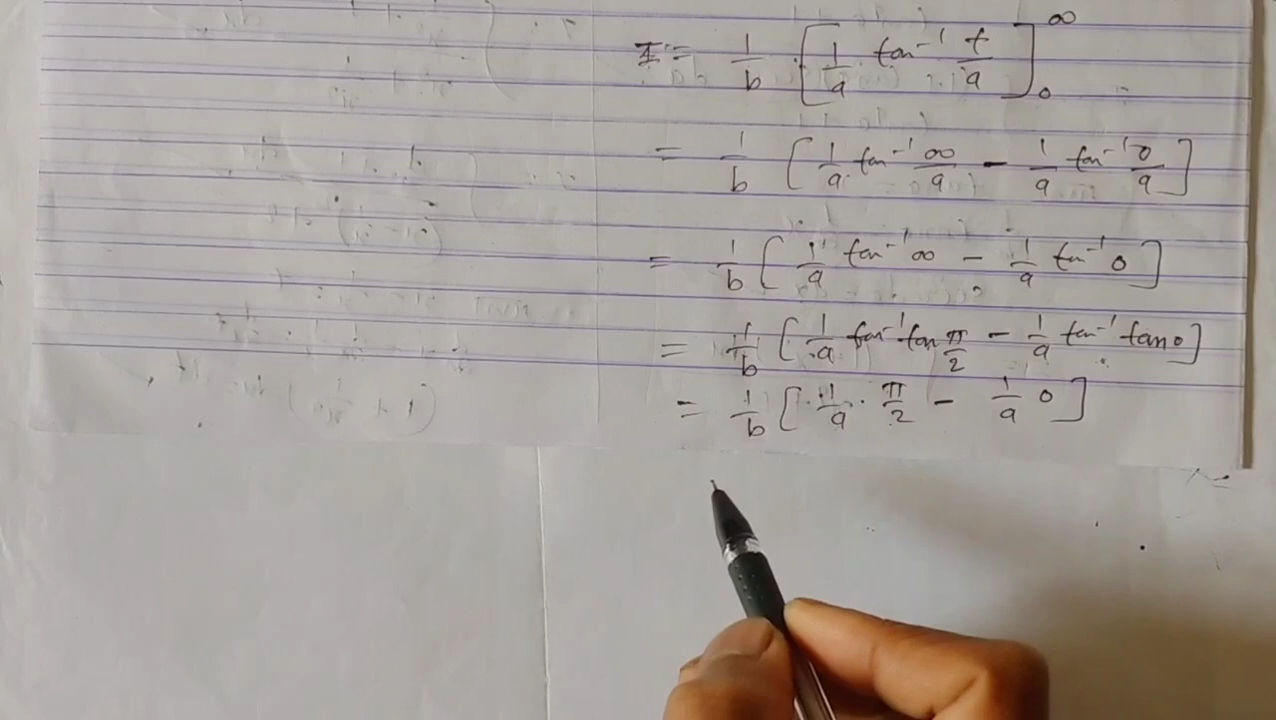 I = 1/b [1/a tan⁻¹ t/a]₀^∞
= 1/b [1/a tan⁻¹ ∞/a - 1/a tan⁻¹ 0/a]
= 1/b [1/a tan⁻¹ ∞ - 1/a tan⁻¹ 0]
= 1/b [1/a tan⁻¹ tan π/2 - 1/a tan⁻¹ tan 0]
= 1/b [1/a · π/2 - 1/a 0]